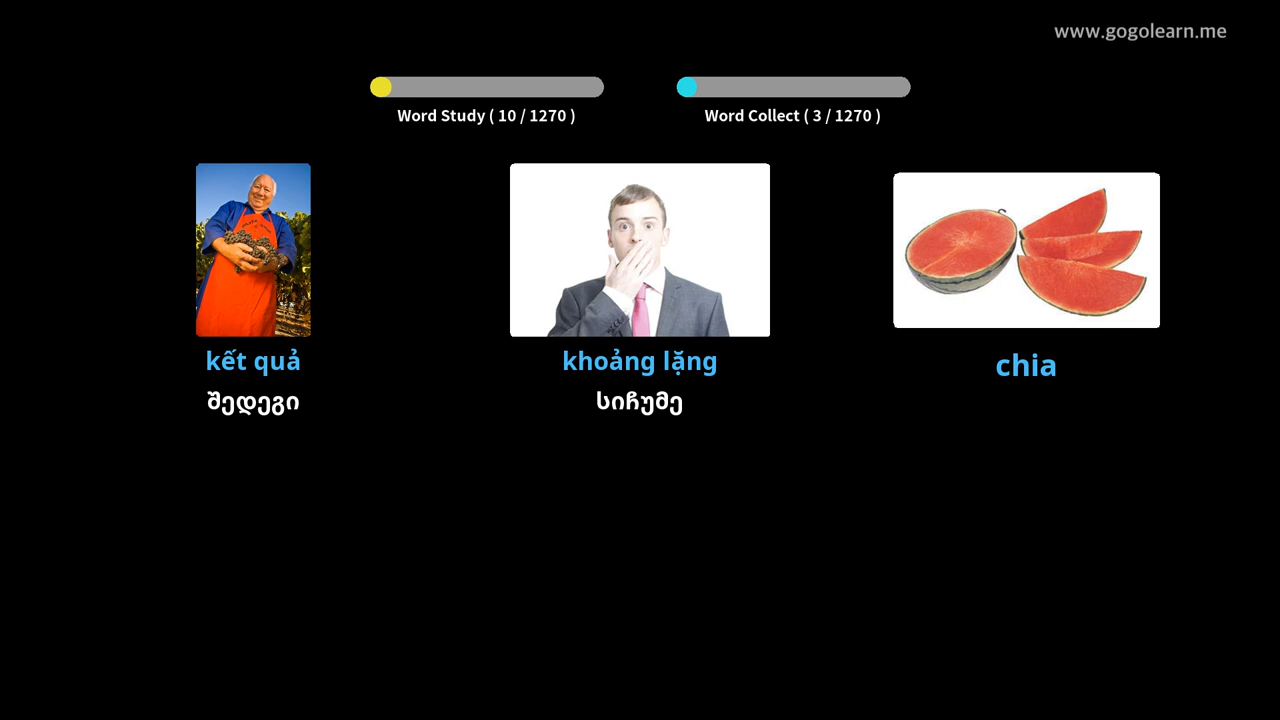 www.gogolearn.me
Word Study ( 10 / 1270 )
Word Collect ( 3 / 1270 )
kết quả
შედეგი
khoảng lặng
სიჩუმე
chia